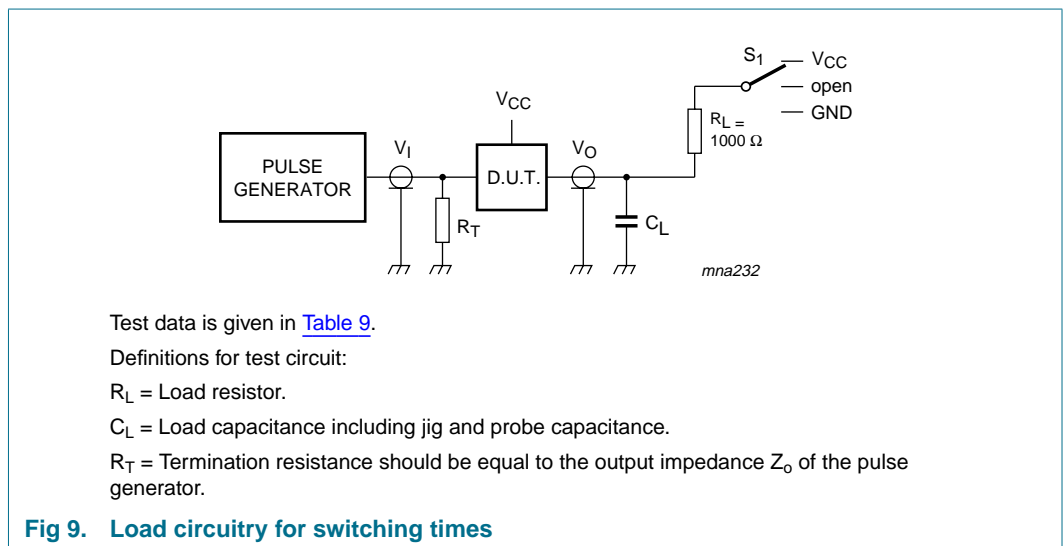 S1
VCC
open
GND
RL =
1000 Ω
VCC
VI
VO
PULSE
GENERATOR
D.U.T.
RT
CL
mna232
Test data is given in Table 9.
Definitions for test circuit:
RL = Load resistor.
CL = Load capacitance including jig and probe capacitance.
RT = Termination resistance should be equal to the output impedance Zo of the pulse
generator.
Fig 9. Load circuitry for switching times